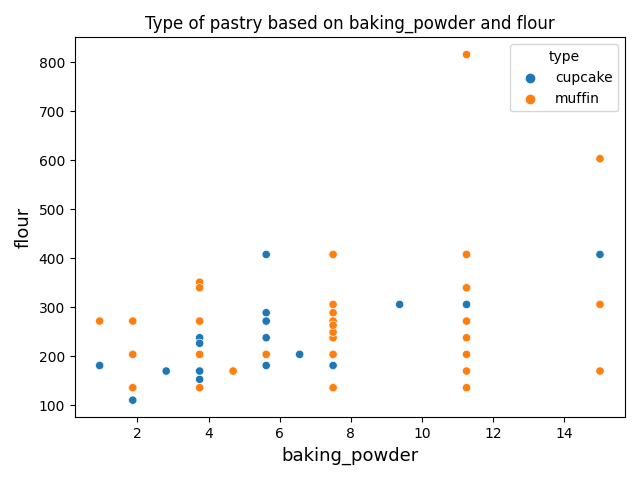 Type of pastry based on baking_powder and flour
type
cupcake
muffin
800
700
600
500
400
300
200
100
flour
2 4 6 8 10 12 14
baking_powder